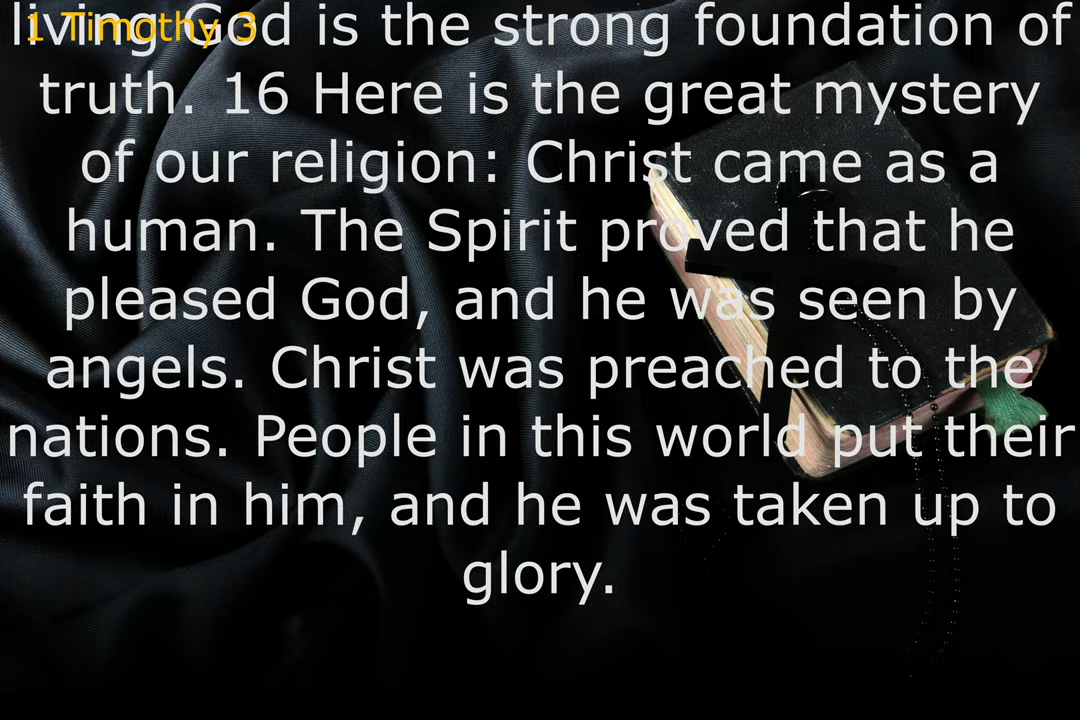 1 Timothy 3
living God is the strong foundation of
truth. 16 Here is the great mystery
of our religion: Christ came as a
human. The Spirit proved that he
pleased God, and he was seen by
angels. Christ was preached to the
nations. People in this world put their
faith in him, and he was taken up to
glory.